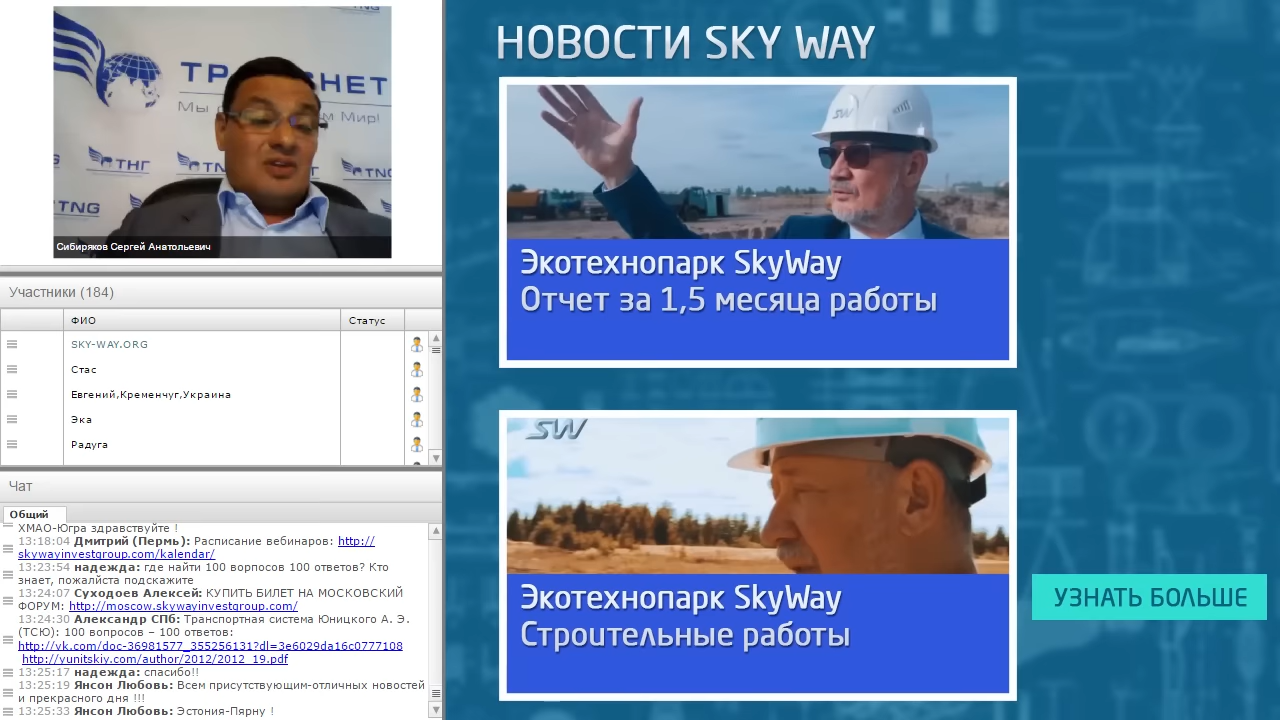 ТНГ
TNG
TNG
TNG
Сибиряков Сергей Анатольевич
Участники (184)
ФИО
Статус
SKY-WAY.ORG
Стас
Евгений,Кременчуг,Украина
Эка
Радуга
Чат
Общий
ХМАО-Югра здравствуйте !
13:18:04 Дмитрий (Пермь): Расписание вебинаров: http://
skywayinvestgroup.com/kalendar/
13:23:54 надежда: где найти 100 ворпосов 100 ответов? Кто
знает, пожалйста подскажите
13:24:07 Суходоев Алексей: КУПИТЬ БИЛЕТ НА МОСКОВСКИЙ
ФОРУМ: http://moscow.skywayinvestgroup.com/
13:24:30 Александр СПб: Транспортная система Юницкого А. Э.
(ТСЮ): 100 вопросов – 100 ответов:
http://vk.com/doc-36981577_355256131?dl=3e6029da16c0777108
http://yunitskiy.com/author/2012/2012_19.pdf
13:25:17 надежда: спасибо!!
13:25:19 Янсон Любовь: Всем присутствующим-отличных новостей
и прекрасного дня !!!
13:25:33 Янсон Любовь: Эстония-Пярну !
НОВОСТИ SKY WAY
SW
Экотехнопарк SkyWay
Отчет за 1,5 месяца работы
SW
Экотехнопарк SkyWay
Строительные работы
УЗНАТЬ БОЛЬШЕ